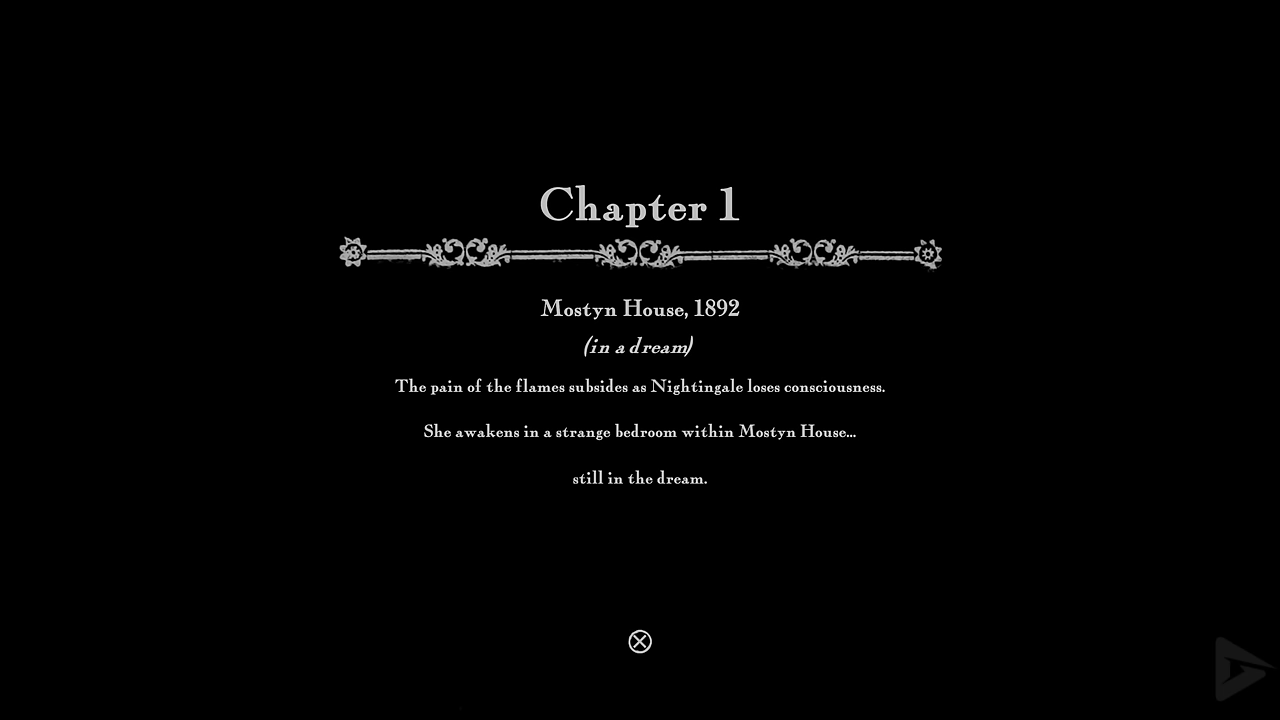 Chapter 1
Mostyn House, 1892
(in a dream)
The pain of the flames subsides as Nightingale loses consciousness.
She awakens in a strange bedroom within Mostyn House...
still in the dream.